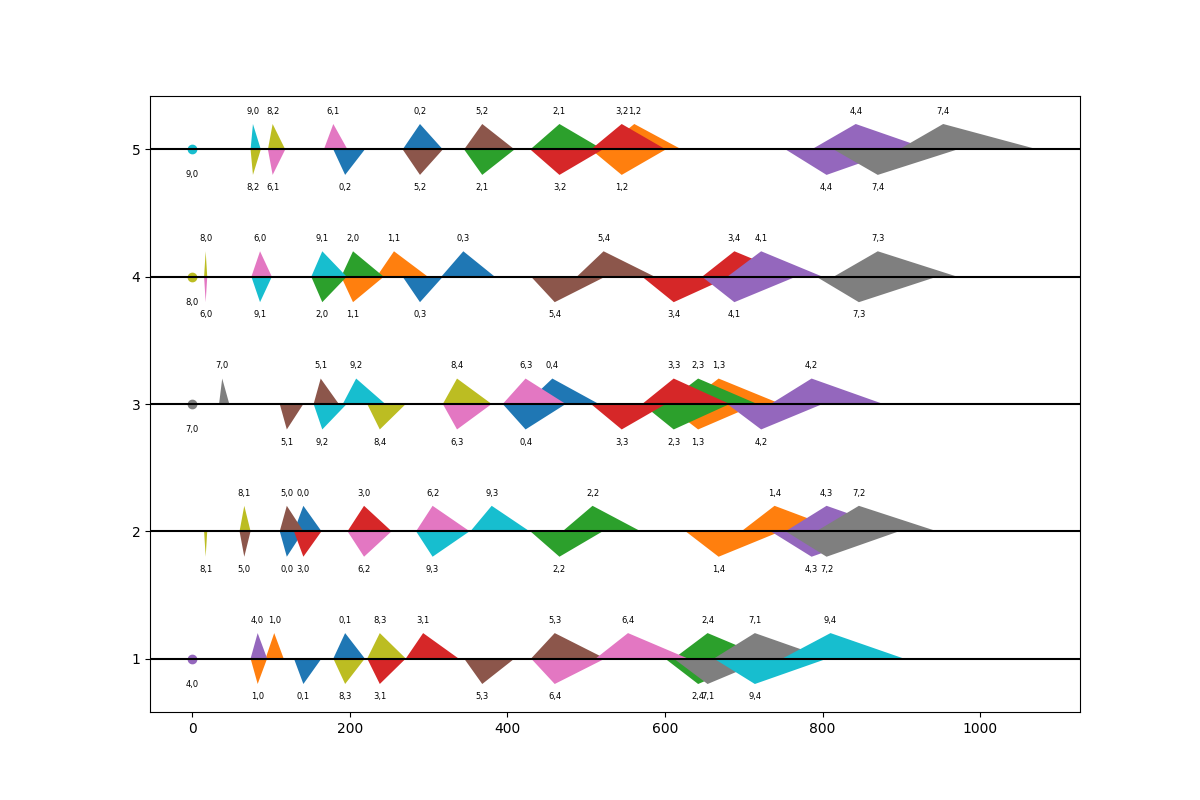 9,0 8,2 6,1 0,2 5,2 2,1 3,2 1,2 4,4 7,4
5
9,0 8,2 6,1 0,2 5,2 2,1 3,2 1,2 4,4 7,4
8,0 6,0 9,1 2,0 1,1 0,3 5,4 3,4 4,1 7,3
4
8,0 6,0 9,1 2,0 1,1 0,3 5,4 3,4 4,1 7,3
7,0 5,1 9,2 8,4 6,3 0,4 3,3 2,3 1,3 4,2
3
7,0 5,1 9,2 8,4 6,3 0,4 3,3 2,3 1,3 4,2
8,1 5,0 0,0 3,0 6,2 9,3 2,2 1,4 4,3 7,2
2
8,1 5,0 0,0 3,0 6,2 9,3 2,2 1,4 4,3 7,2
4,0 1,0 0,1 8,3 3,1 5,3 6,4 2,4 7,1 9,4
1
4,0 1,0 0,1 8,3 3,1 5,3 6,4 2,4 7,1 9,4
0 200 400 600 800 1000